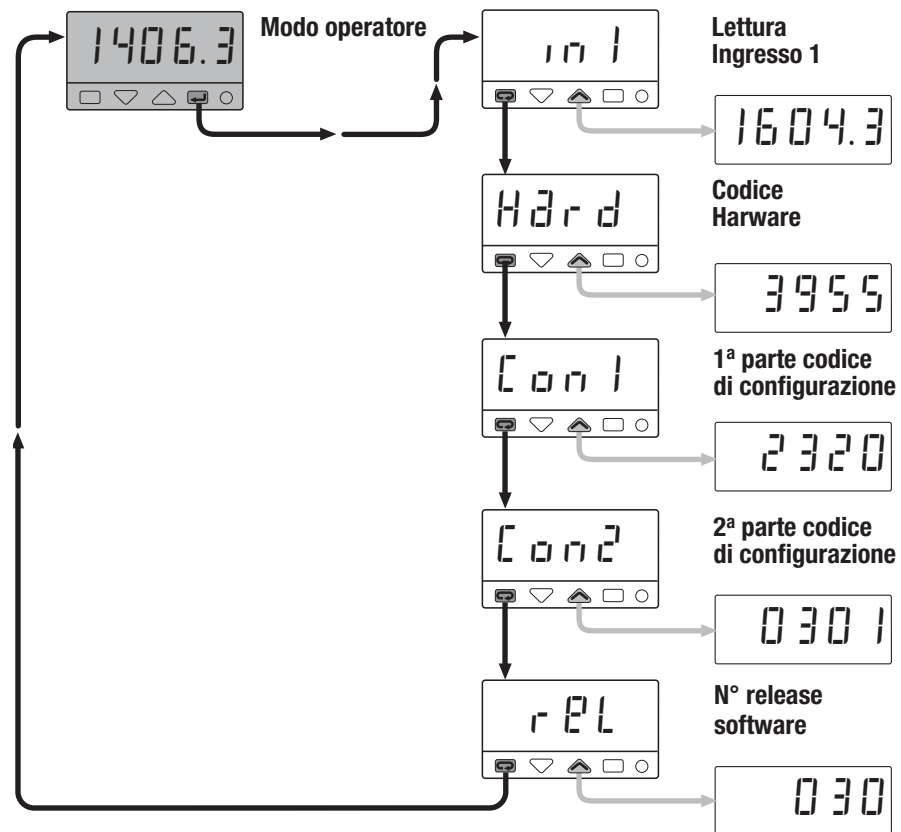 1406.3
Modo operatore
in1
Lettura
Ingresso 1
1604.3
Hard
Codice
Harware
3955
Con1
1ª parte codice
di configurazione
2320
Con2
2ª parte codice
di configurazione
0301
rEL
N° release
software
030